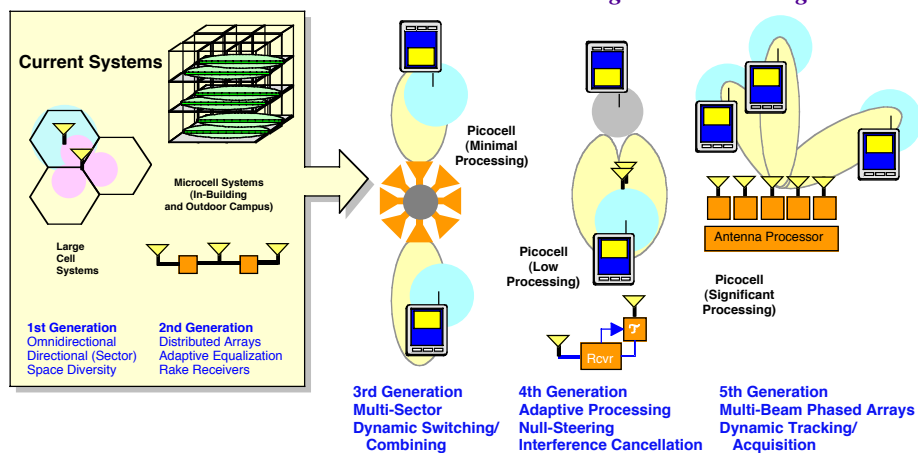 Current Systems
Microcell Systems
(In-Building
and Outdoor Campus)
Large
Cell
Systems
1st Generation
Omnidirectional
Directional (Sector)
Space Diversity
2nd Generation
Distributed Arrays
Adaptive Equalization
Rake Receivers
Picocell
(Minimal
Processing)
3rd Generation
Multi-Sector
Dynamic Switching/
Combining
Picocell
(Low
Processing)
Rcvr
T
4th Generation
Adaptive Processing
Null-Steering
Interference Cancellation
Antenna Processor
Picocell
(Significant
Processing)
5th Generation
Multi-Beam Phased Arrays
Dynamic Tracking/
Acquisition